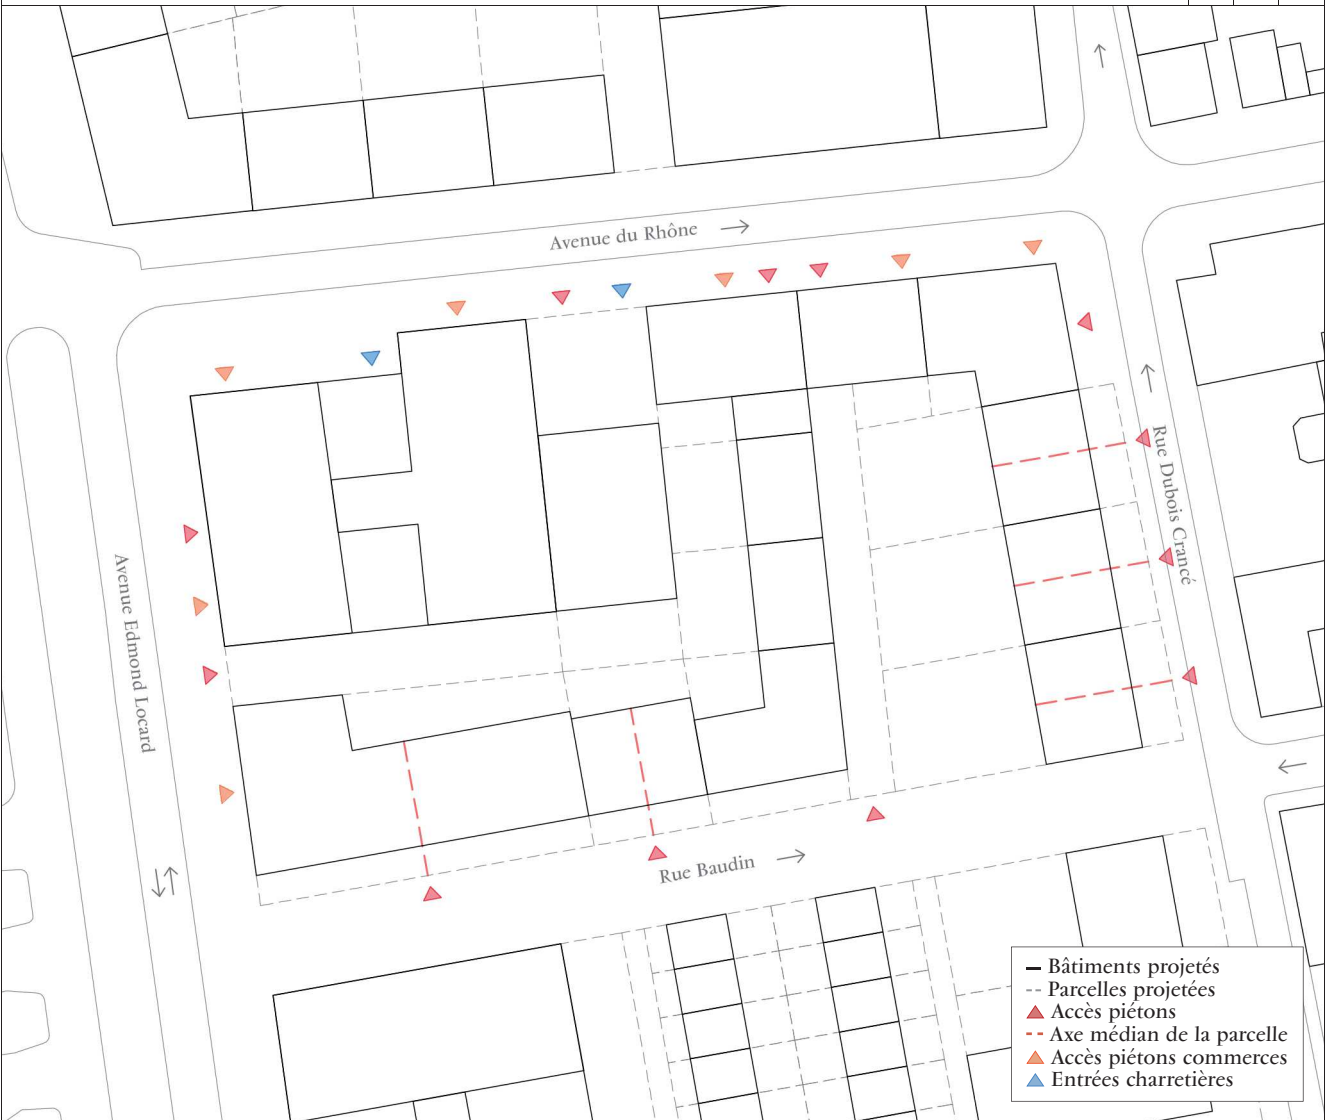 Avenue du Rhône
Rue Dubois Crancé
Avenue Edmond Locard
Rue Baudin
Bâtiments projetés
Parcelles projetées
Accès piétons
Axe médian de la parcelle
Accès piétons commerces
Entrées charretières